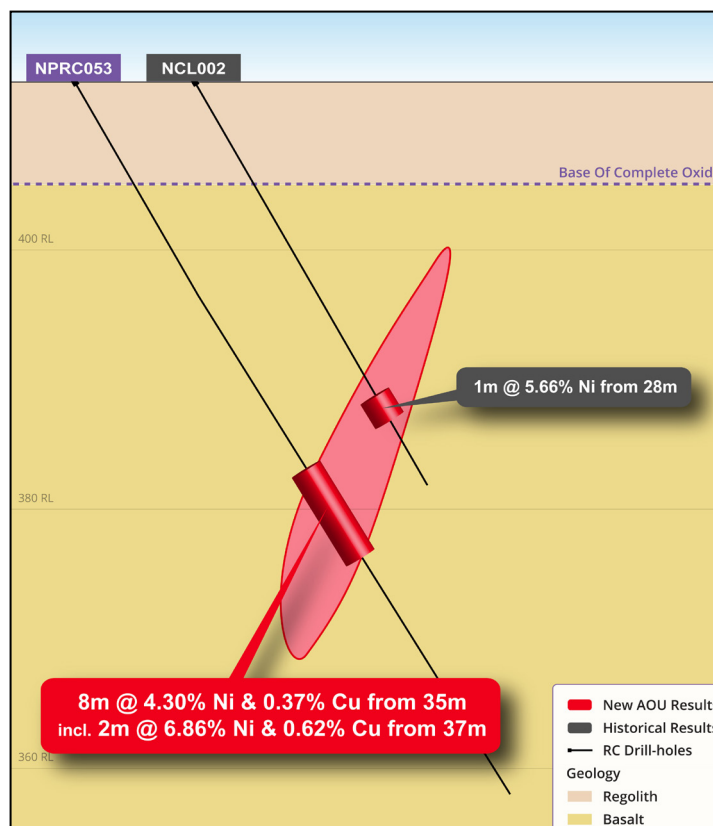 NPRC053
NCL002
Base Of Complete Oxid
400 RL
1m @ 5.66% Ni from 28m
380 RL
8m @ 4.30% Ni & 0.37% Cu from 35m
incl. 2m @ 6.86% Ni & 0.62% Cu from 37m
360 RL
New AOU Result
Historical Results
RC Drill-holes
Geology
Regolith
Basalt